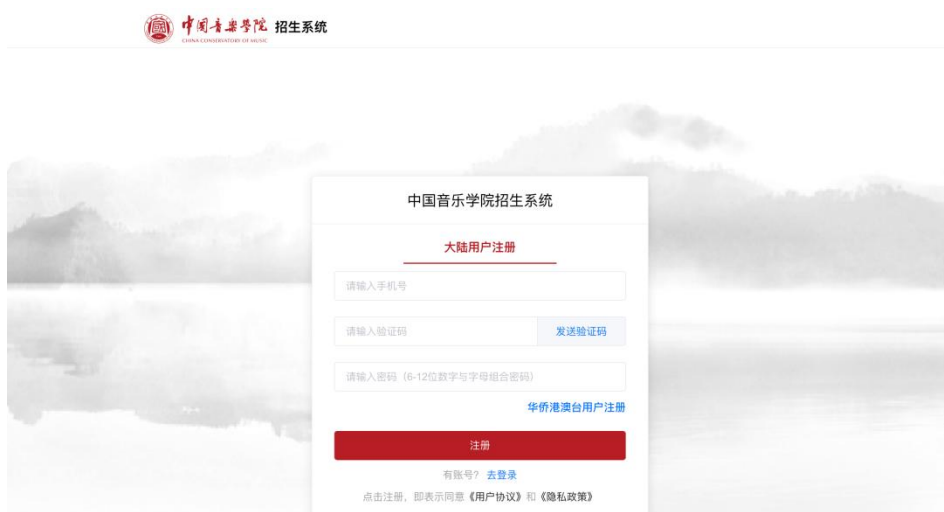 中国音乐学院 招生系统
CHINA CONSERVATORY OF MUSIC
中国音乐学院招生系统
大陆用户注册
请输入手机号
请输入验证码 发送验证码
请输入密码（6-12位数字与字母组合密码）
华侨港澳台用户注册
注册
有账号？ 去登录
点击注册，即表示同意《用户协议》和《隐私政策》